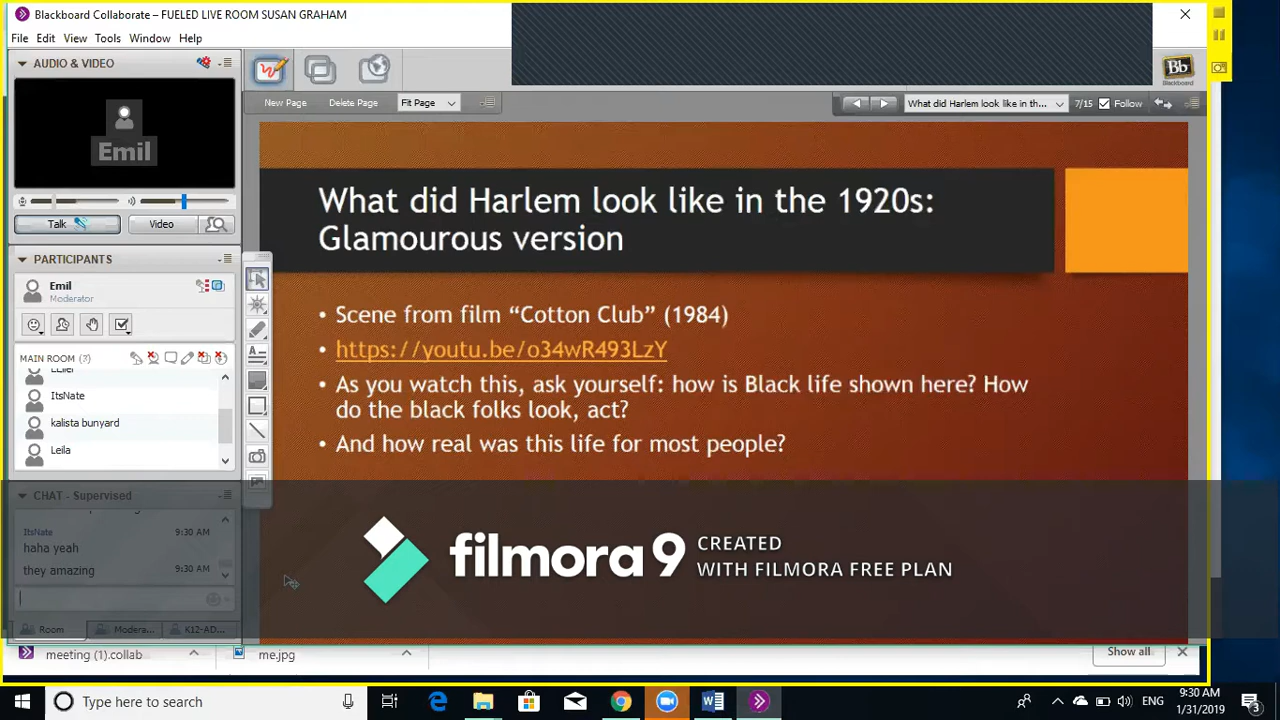 Blackboard Collaborate – FUELED LIVE ROOM SUSAN GRAHAM
File Edit View Tools Window Help
AUDIO & VIDEO
Emil
Talk
Video
PARTICIPANTS
Emil
Moderator
MAIN ROOM (7)
ItsNate
kalista bunyard
Leila
CHAT - Supervised
ItsNate 9:30 AM
haha yeah
they amazing 9:30 AM
Room Modera... K12-AD...
New Page Delete Page Fit Page
What did Harlem look like in th... 7/15 Follow
Bb
Blackboard
What did Harlem look like in the 1920s:
Glamourous version
• Scene from film “Cotton Club” (1984)
• https://youtu.be/o34wR493LzY
• As you watch this, ask yourself: how is Black life shown here? How
do the black folks look, act?
• And how real was this life for most people?
filmora 9 CREATED
WITH FILMORA FREE PLAN
meeting (1).collab me.jpg Show all
Type here to search
ENG
9:30 AM
1/31/2019
3